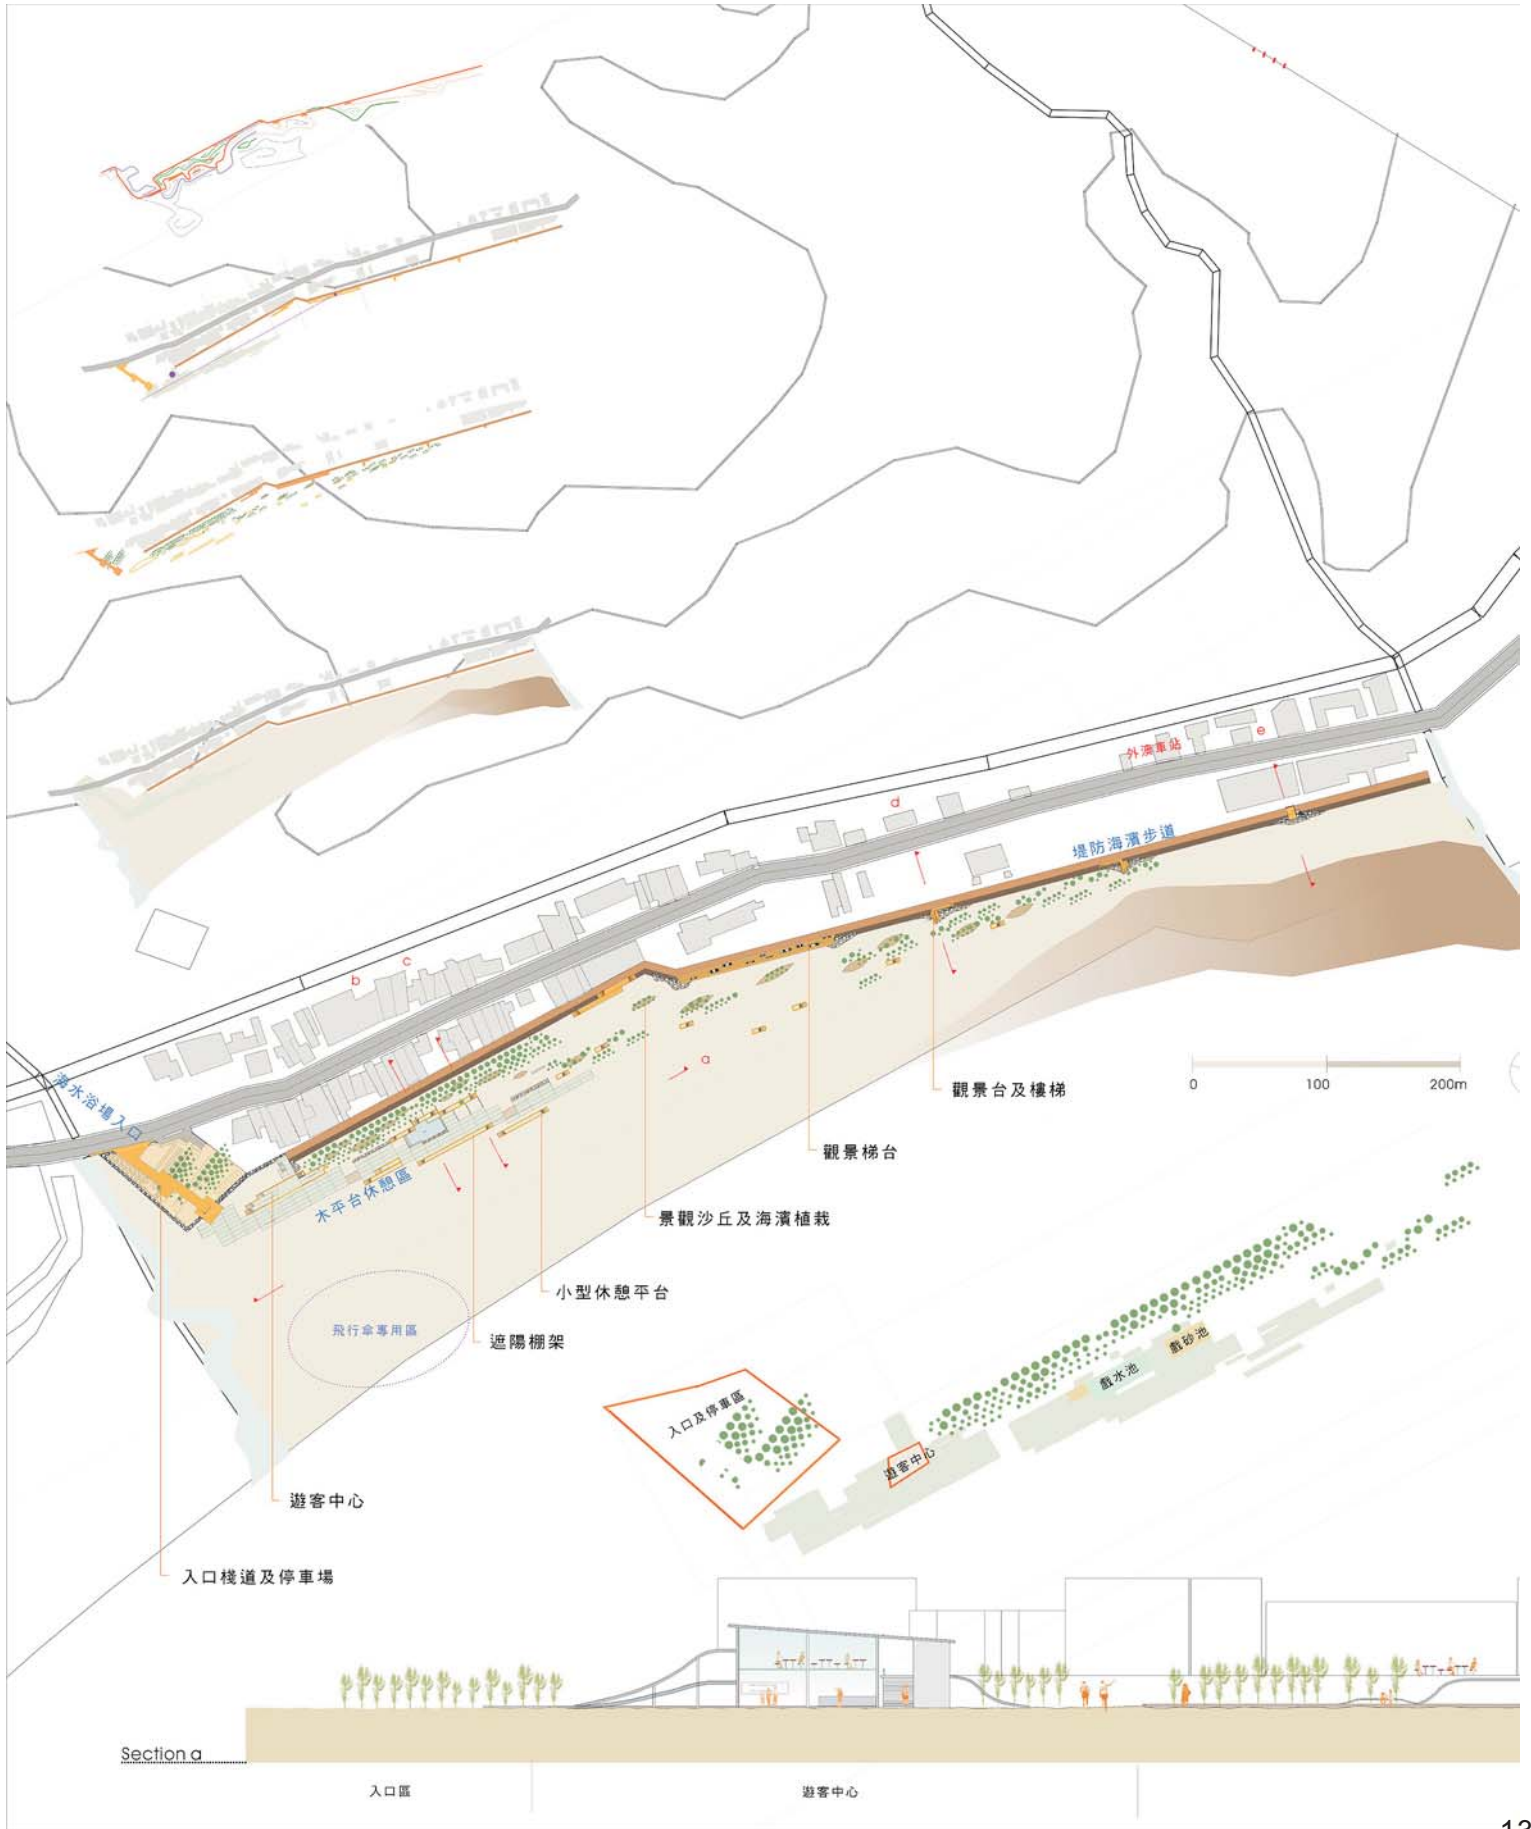 外澳車站
e
d
堤防海濱步道
c
b
a
0
100
200m
海水浴場入口
觀景台及樓梯
觀景梯台
木平台休憩區
景觀沙丘及海濱植栽
小型休憩平台
飛行傘專用區
遮陽棚架
戲砂池
戲水池
入口及停車區
遊客中心
遊客中心
入口棧道及停車場
Section a
入口區
遊客中心